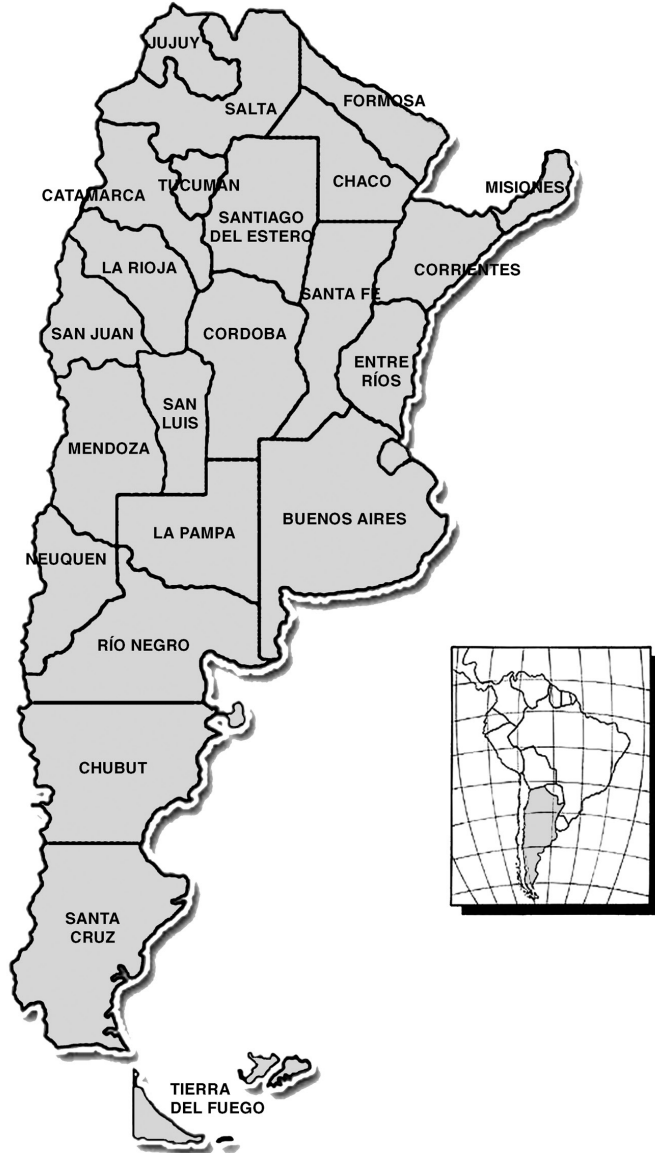 JUJUY
SALTA
FORMOSA
CHACO
TUCUMAN
CATAMARCA
MISIONES
SANTIAGO
DEL ESTERO
LA RIOJA
CORRIENTES
SANTA FE
SAN JUAN
CORDOBA
ENTRE
RÍOS
SAN
LUIS
MENDOZA
BUENOS AIRES
LA PAMPA
NEUQUEN
RÍO NEGRO
CHUBUT
SANTA
CRUZ
TIERRA
DEL FUEGO